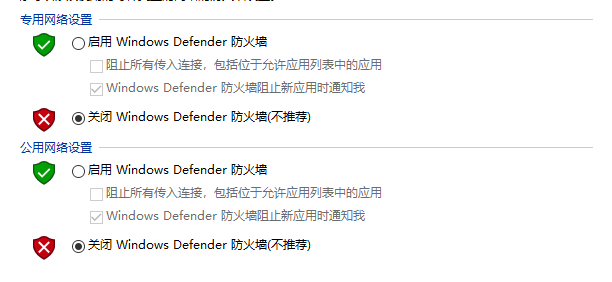 专用网络设置
启用 Windows Defender 防火墙
阻止所有传入连接，包括位于允许应用列表中的应用
Windows Defender 防火墙阻止新应用时通知我
关闭 Windows Defender 防火墙(不推荐)
公用网络设置
启用 Windows Defender 防火墙
阻止所有传入连接，包括位于允许应用列表中的应用
Windows Defender 防火墙阻止新应用时通知我
关闭 Windows Defender 防火墙(不推荐)